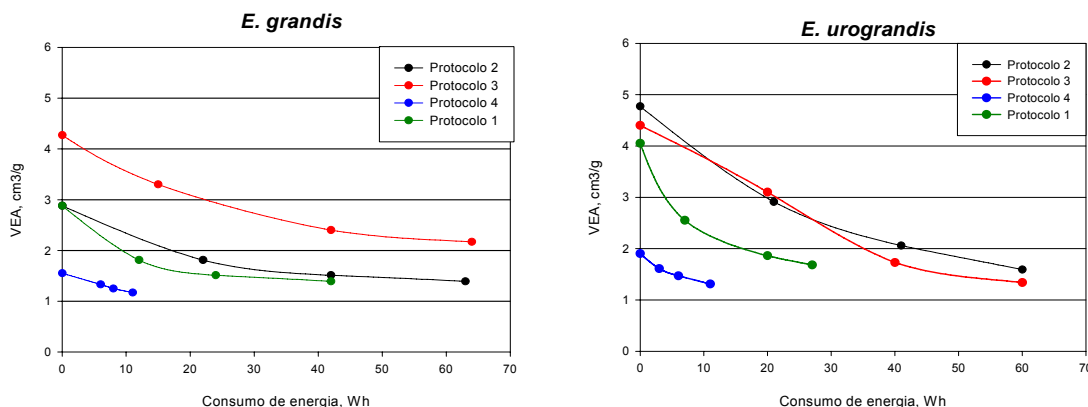 E. grandis
6
5
4
3
2
1
0
VEA, cm3/g
Protocolo 2
Protocolo 3
Protocolo 4
Protocolo 1
0 10 20 30 40 50 60 70
Consumo de energia, Wh
E. urograndis
6
5
4
3
2
1
0
VEA, cm3/g
Protocolo 2
Protocolo 3
Protocolo 4
Protocolo 1
0 10 20 30 40 50 60 70
Consumo de energia, Wh